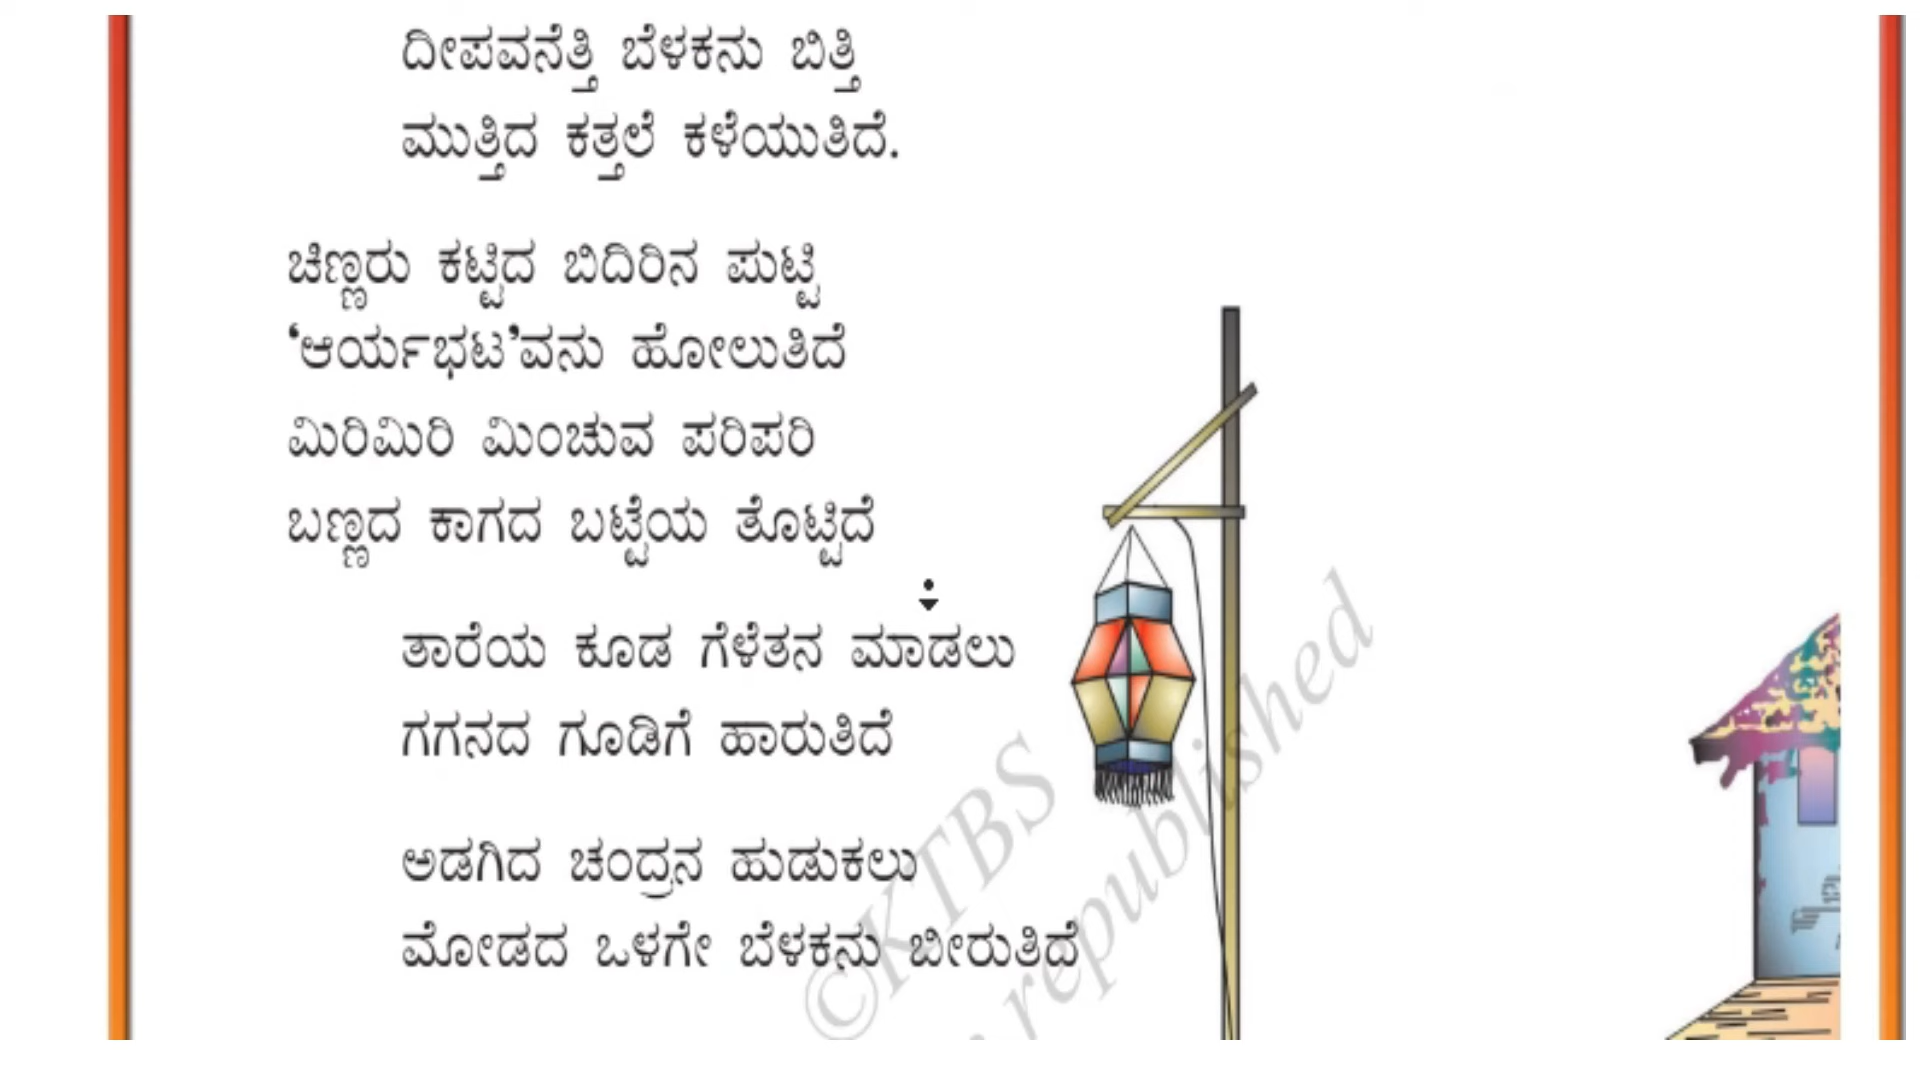 ದೀಪವನೆತ್ತಿ ಬೆಳಕನು ಬಿತ್ತಿ
ಮುತ್ತಿದ ಕತ್ತಲೆ ಕಳೆಯುತಿದೆ.
ಚಿಣ್ಣರು ಕಟ್ಟಿದ ಬಿದಿರಿನ ಪುಟ್ಟಿ
‘ಆರ್ಯಭಟ’ವನು ಹೋಲುತಿದೆ
ಮಿರಿಮಿರಿ ಮಿಂಚುವ ಪರಿಪರಿ
ಬಣ್ಣದ ಕಾಗದ ಬಟ್ಟೆಯ ತೊಟ್ಟಿದೆ
ತಾರೆಯ ಕೂಡ ಗೆಳೆತನ ಮಾಡಲು
ಗಗನದ ಗೂಡಿಗೆ ಹಾರುತಿದೆ
ಅಡಗಿದ ಚಂದ್ರನ ಹುಡುಕಲು
ಮೋಡದ ಒಳಗೇ ಬೆಳಕನು ಬೀರುತಿದೆ
©KTBS
republished